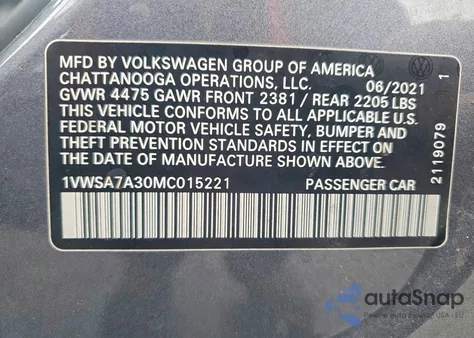 MFD BY VOLKSWAGEN GROUP OF AMERICA
CHATTANOOGA OPERATIONS, LLC. 06/2021
GVWR 4475 GAWR FRONT 2381 / REAR 2205 LBS
THIS VEHICLE CONFORMS TO ALL APPLICABLE U.S.
FEDERAL MOTOR VEHICLE SAFETY, BUMPER AND
THEFT PREVENTION STANDARDS IN EFFECT ON THE
DATE OF MANUFACTURE SHOWN ABOVE
1VWSA7A30MC015221 PASSENGER CAR
2119079 1
autoSnap